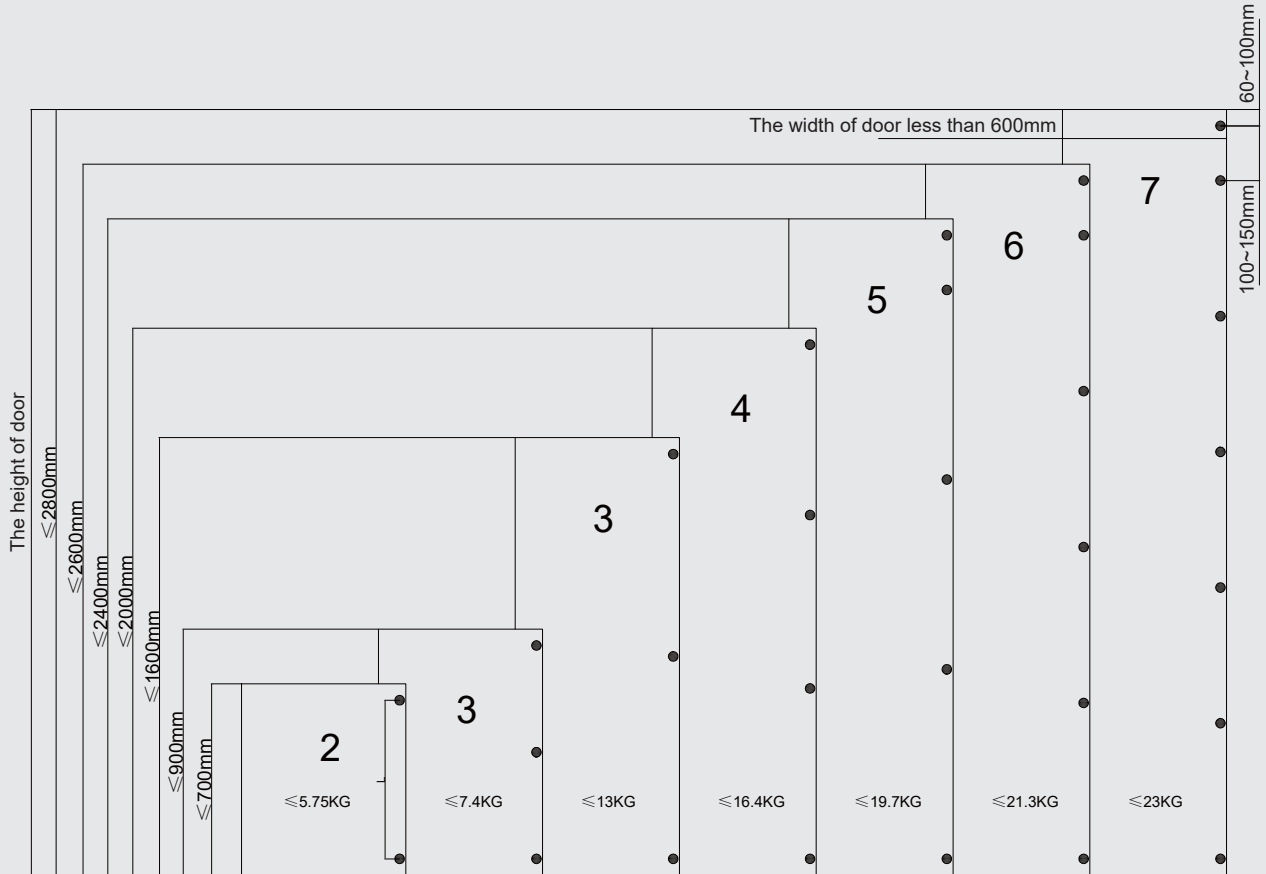 60~100mm
The width of door less than 600mm
7
100~150mm
6
5
4
The height of door
≤2800mm
≤2600mm
≤2400mm
≤2000mm
≤1600mm
≤900mm
≤700mm
3
3
2
≤5.75KG
≤7.4KG
≤13KG
≤16.4KG
≤19.7KG
≤21.3KG
≤23KG